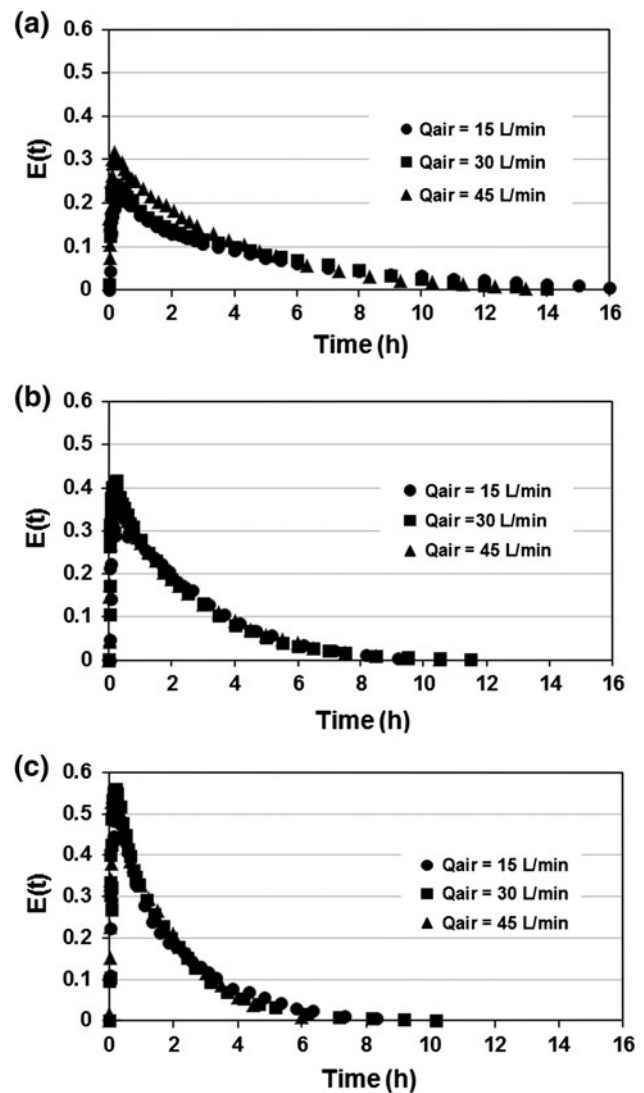 (a)
0.6
0.5
0.4
0.3
0.2
0.1
0
E(t)
Qair = 15 L/min
Qair = 30 L/min
Qair = 45 L/min
0 2 4 6 8 10 12 14 16
Time (h)
(b)
0.6
0.5
0.4
0.3
0.2
0.1
0
E(t)
Qair = 15 L/min
Qair =30 L/min
Qair = 45 L/min
0 2 4 6 8 10 12 14 16
Time (h)
(c)
0.6
0.5
0.4
0.3
0.2
0.1
0
E(t)
Qair = 15 L/min
Qair = 30 L/min
Qair = 45 L/min
0 2 4 6 8 10 12 14 16
Time (h)